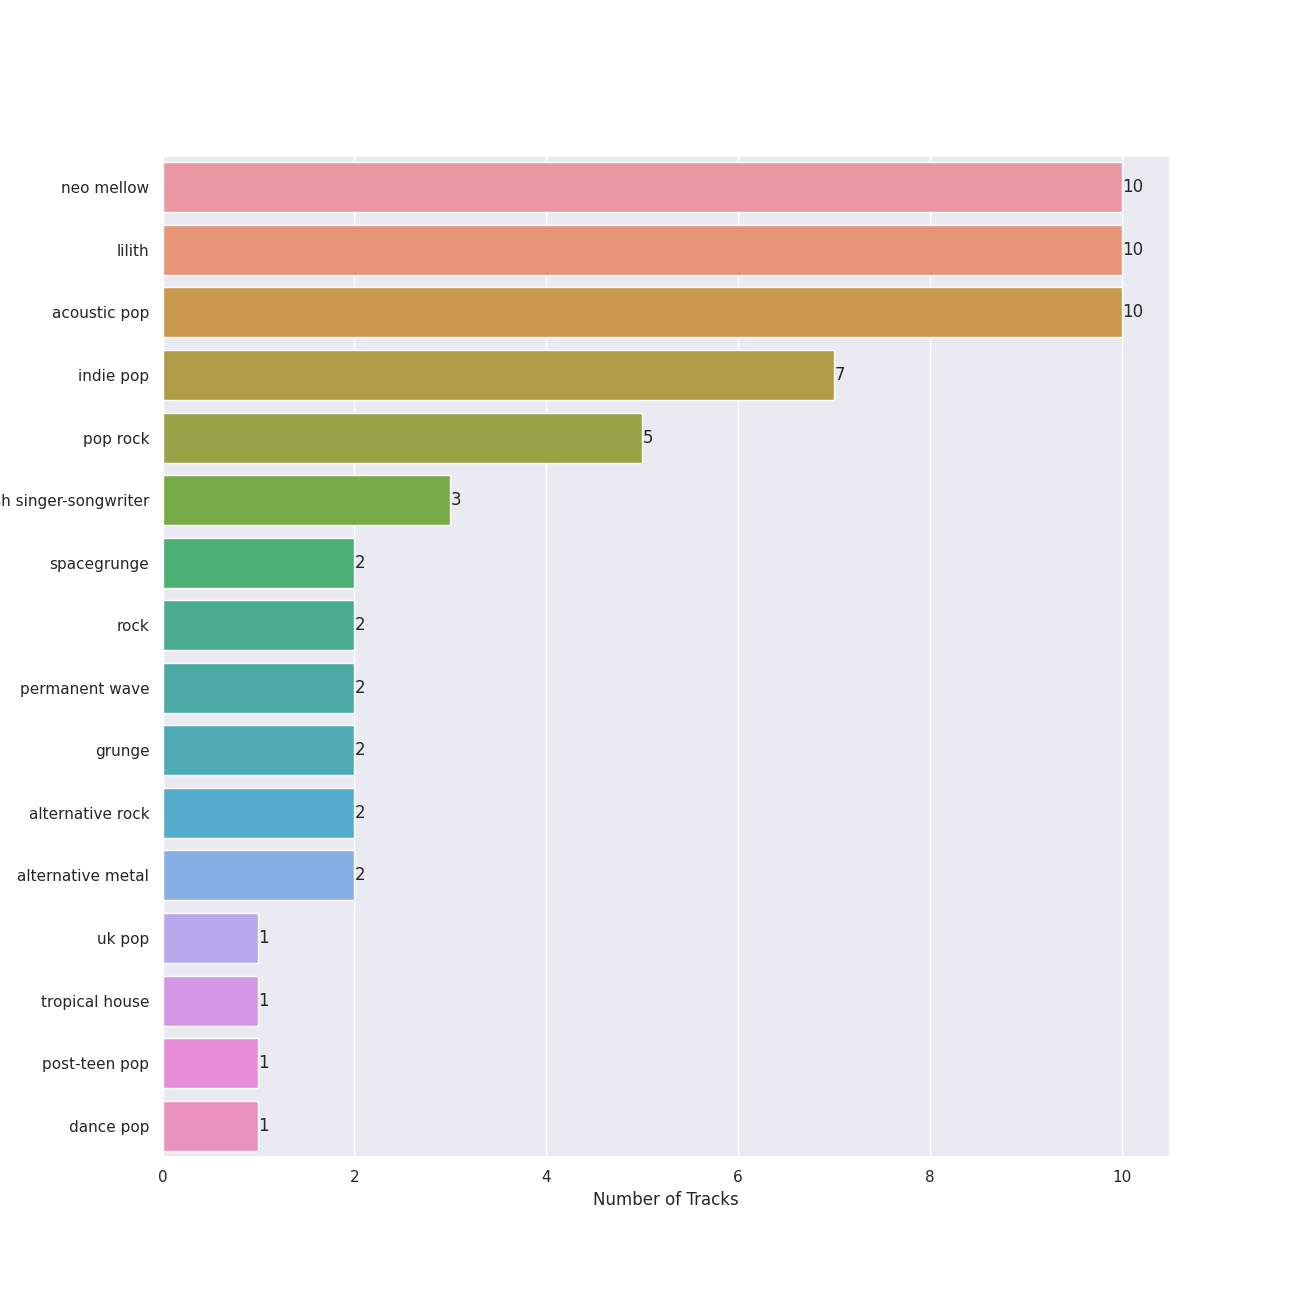 neo mellow 10
lilith 10
acoustic pop 10
indie pop 7
pop rock 5
singer-songwriter 3
spacegrunge 2
rock 2
permanent wave 2
grunge 2
alternative rock 2
alternative metal 2
uk pop 1
tropical house 1
post-teen pop 1
dance pop 1
0 2 4 6 8 10
Number of Tracks